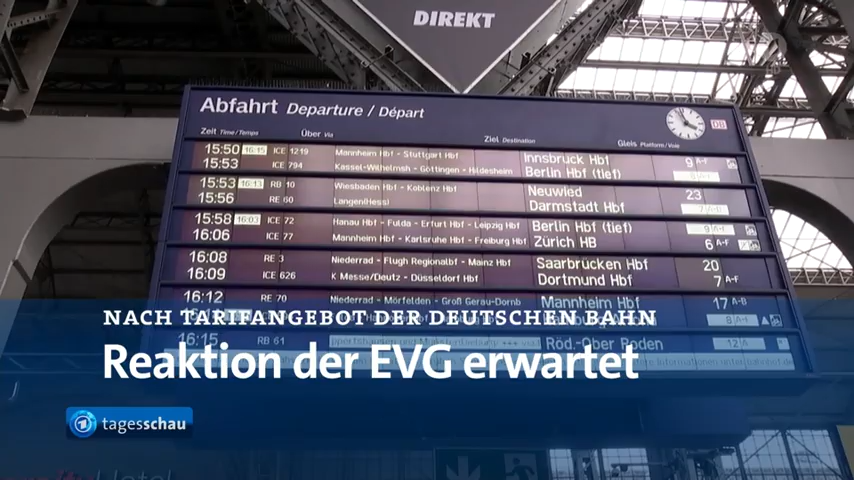 DIREKT
Abfahrt Departure / Départ
DB
Zeit Time/Temps Über Via Ziel Destination Gleis Platform/Voie
15:50 16:15 ICE 1219 Mannheim Hbf - Stuttgart Hbf Innsbruck Hbf 9 A-F
15:53 ICE 794 Kassel-Wilhelmsh - Göttingen - Hildesheim Berlin Hbf (tief)
15:53 16:13 RB 10 Wiesbaden Hbf - Koblenz Hbf Neuwied 23
15:56 RE 60 Langen(Hess) Darmstadt Hbf
15:58 16:03 ICE 72 Hanau Hbf - Fulda - Erfurt Hbf - Leipzig Hbf Berlin Hbf (tief) 9 A-F
16:06 ICE 77 Mannheim Hbf - Karlsruhe Hbf - Freiburg Hbf Zürich HB 6 A-F
16:08 RE 3 Niederrad - Flugh Regionalbf - Mainz Hbf Saarbrücken Hbf 20
16:09 ICE 626 K Messe/Deutz - Düsseldorf Hbf Dortmund Hbf 7 A-F
16:12 RE 70 Niederrad - Mörfelden - Groß Gerau-Dornb Mannheim Hbf 17 A-B
NACH TARIFANGEBOT DER DEUTSCHEN BAHN
16:15 RB 61 Röd.-Ober Roden 12
Reaktion der EVG erwartet
tagesschau